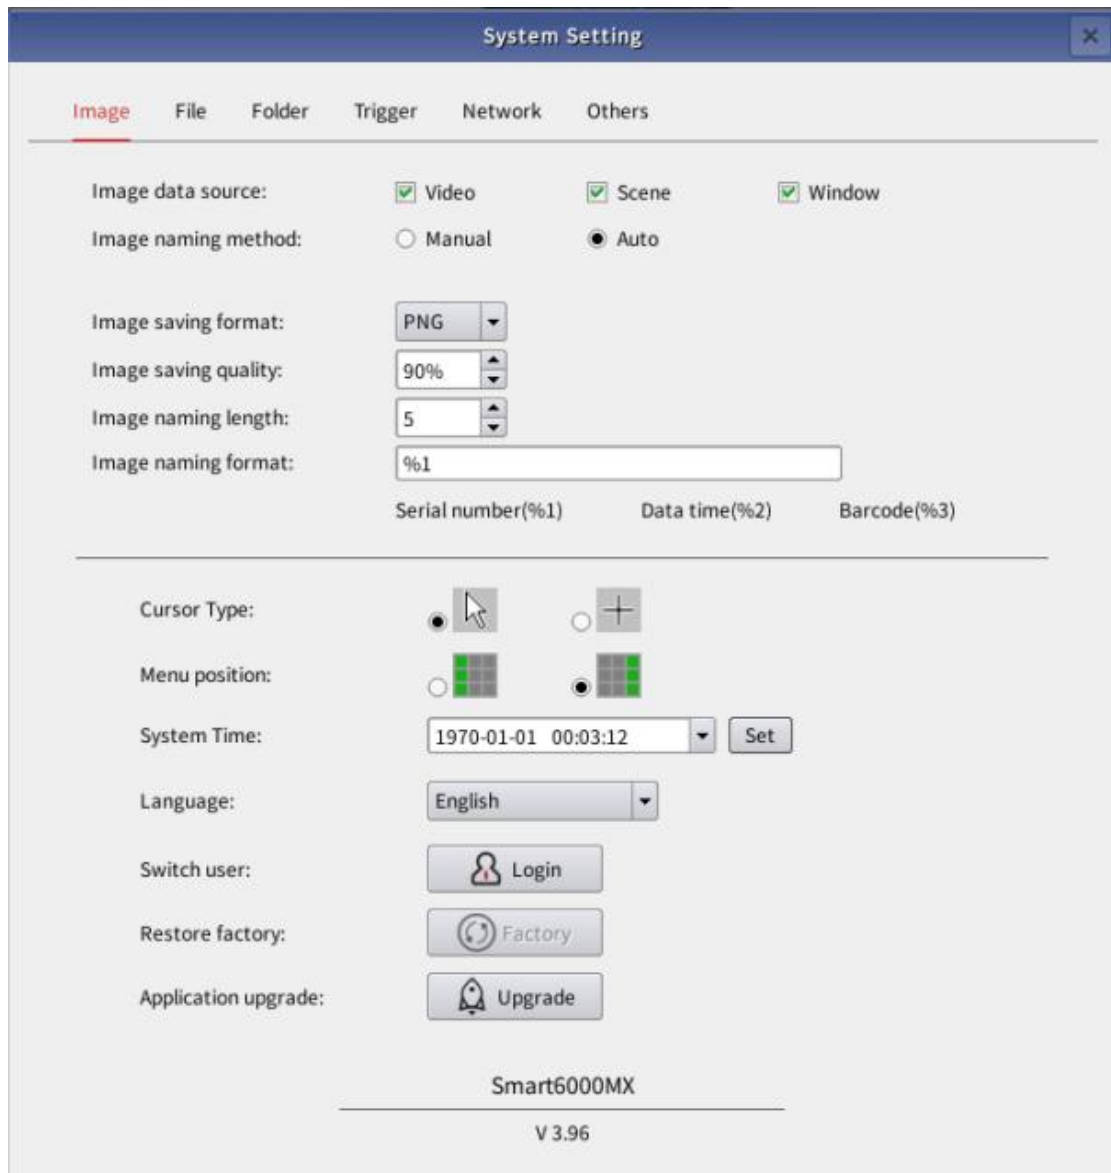 System Setting
Image File Folder Trigger Network Others
Image data source: Video Scene Window
Image naming method: Manual Auto
Image saving format: PNG
Image saving quality: 90%
Image naming length: 5
Image naming format: %1
Serial number(%1) Data time(%2) Barcode(%3)
Cursor Type:
Menu position:
System Time: 1970-01-01 00:03:12 Set
Language: English
Switch user: Login
Restore factory: Factory
Application upgrade: Upgrade
Smart6000MX
V 3.96